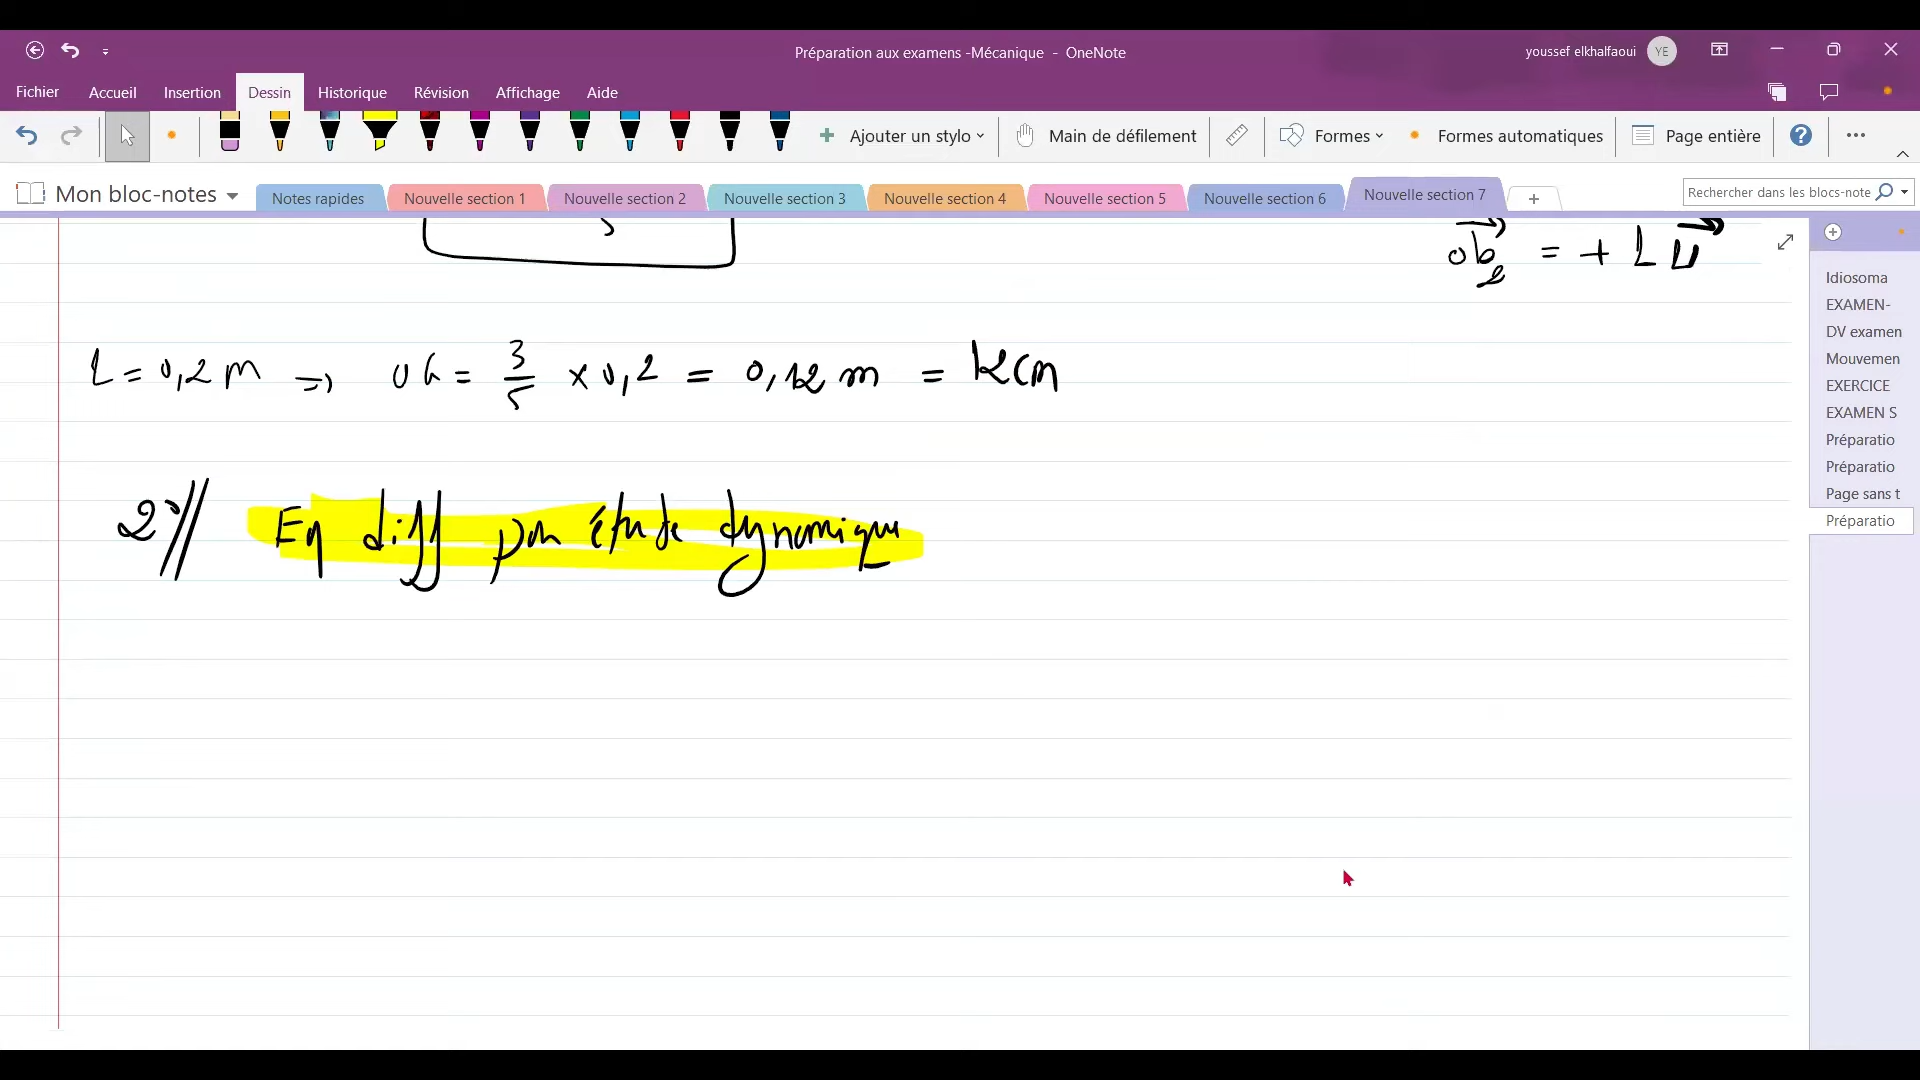 Préparation aux examens -Mécanique - OneNote
youssef elkhalfaoui YE
Fichier Accueil Insertion Dessin Historique Révision Affichage Aide
Ajouter un stylo Main de défilement Formes Formes automatiques Page entière
Mon bloc-notes Notes rapides Nouvelle section 1 Nouvelle section 2 Nouvelle section 3 Nouvelle section 4 Nouvelle section 5 Nouvelle section 6 Nouvelle section 7 + Rechercher dans les blocs-note
L = 0,2 m => OG = 3/5 x 0,2 = 0,12 m = 12 cm
2°// Eq diff par étude dynamique
Idiosoma
EXAMEN-
DV examen
Mouvemen
EXERCICE
EXAMEN S
Préparatio
Préparatio
Page sans t
Préparatio